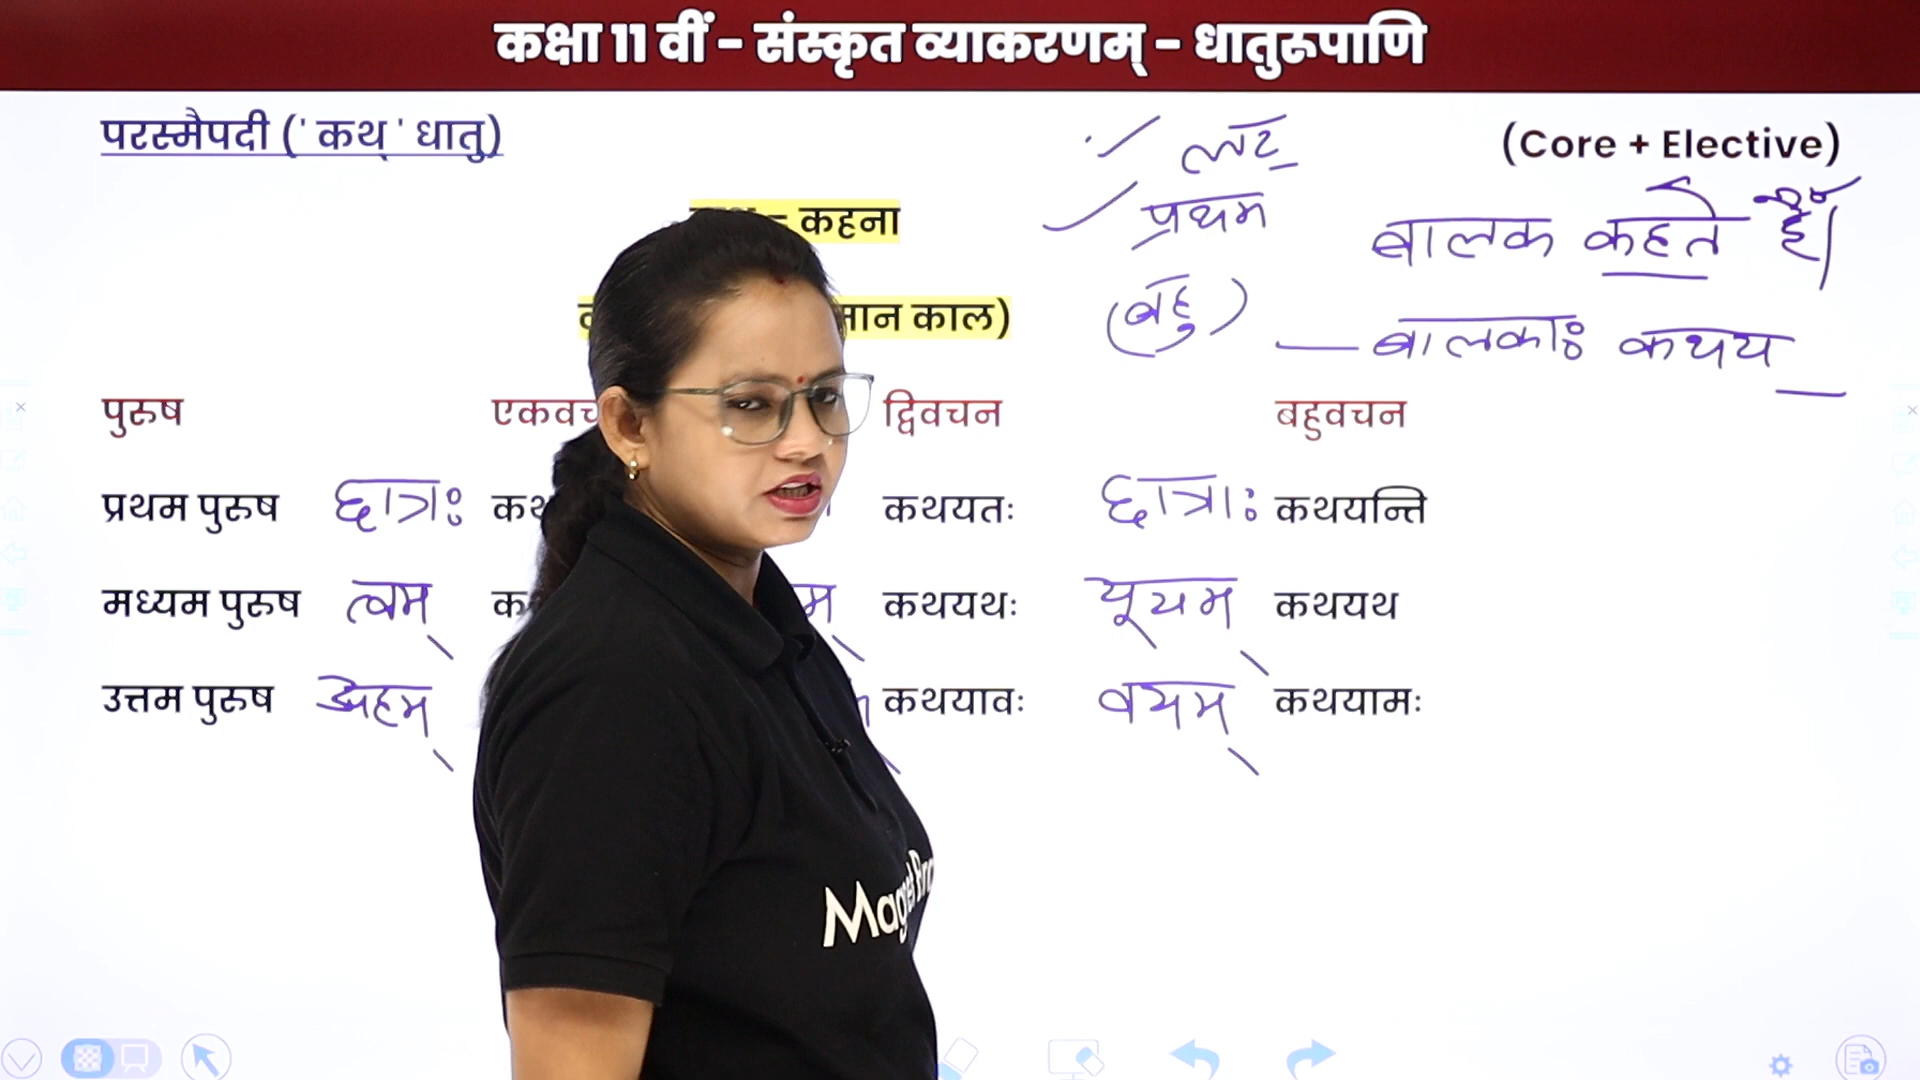 कक्षा 11 वीं - संस्कृत व्याकरणम् - धातुरूपाणि
परस्मैपदी (' कथ् ' धातु)
लट्
(Core + Elective)
- कहना
प्रथम
बालक कहते हैं।
काल)
(बहु)
बालकाः कथय
पुरुष द्विवचन बहुवचन
प्रथम पुरुष छात्रः कथयतः छात्राः कथयन्ति
मध्यम पुरुष त्वम् कथयथः यूयम् कथयथ
उत्तम पुरुष अहम् कथयावः वयम् कथयामः